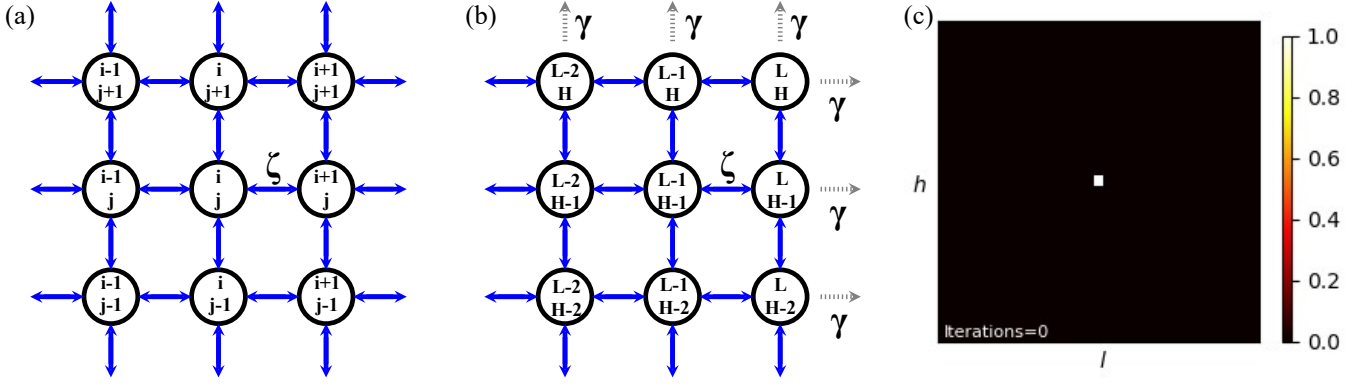 (a)
i-1
j+1
i
j+1
i+1
j+1
i-1
j
i
j
ζ
i+1
j
i-1
j-1
i
j-1
i+1
j-1
(b)
γ
γ
γ
L-2
H
L-1
H
L
H
γ
L-2
H-1
L-1
H-1
ζ
L
H-1
γ
L-2
H-2
L-1
H-2
L
H-2
γ
(c)
h
Iterations=0
l
1.0
0.8
0.6
0.4
0.2
0.0